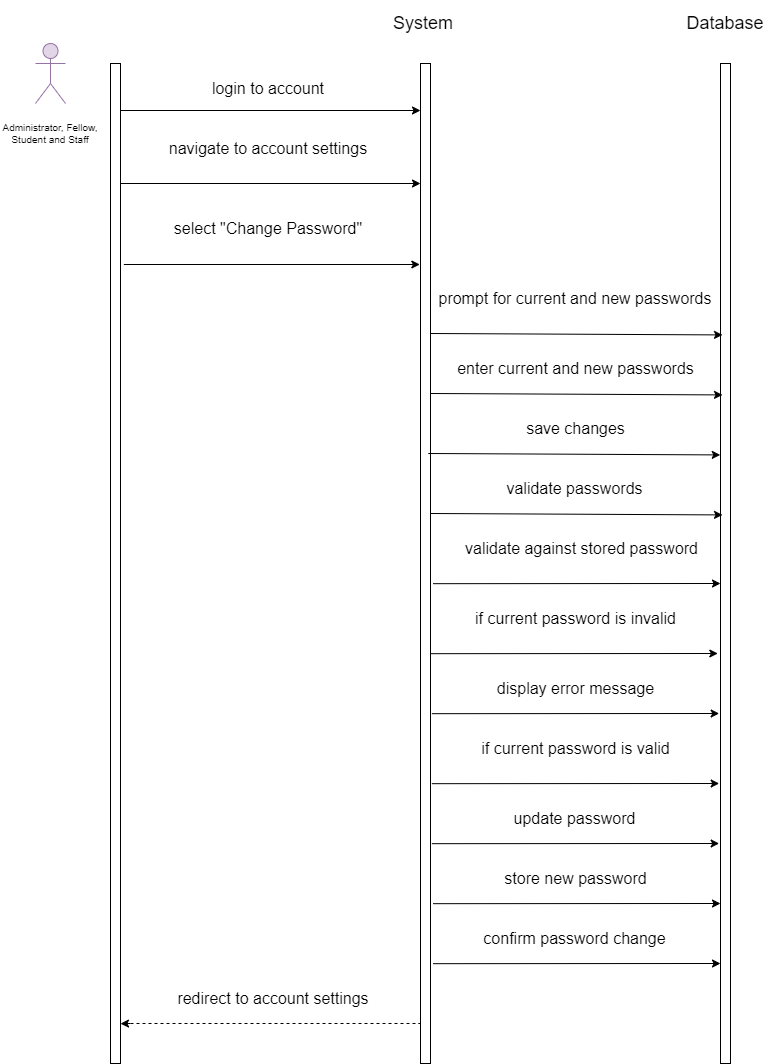 System
Database
Administrator, Fellow,
Student and Staff
login to account
navigate to account settings
select "Change Password"
prompt for current and new passwords
enter current and new passwords
save changes
validate passwords
validate against stored password
if current password is invalid
display error message
if current password is valid
update password
store new password
confirm password change
redirect to account settings